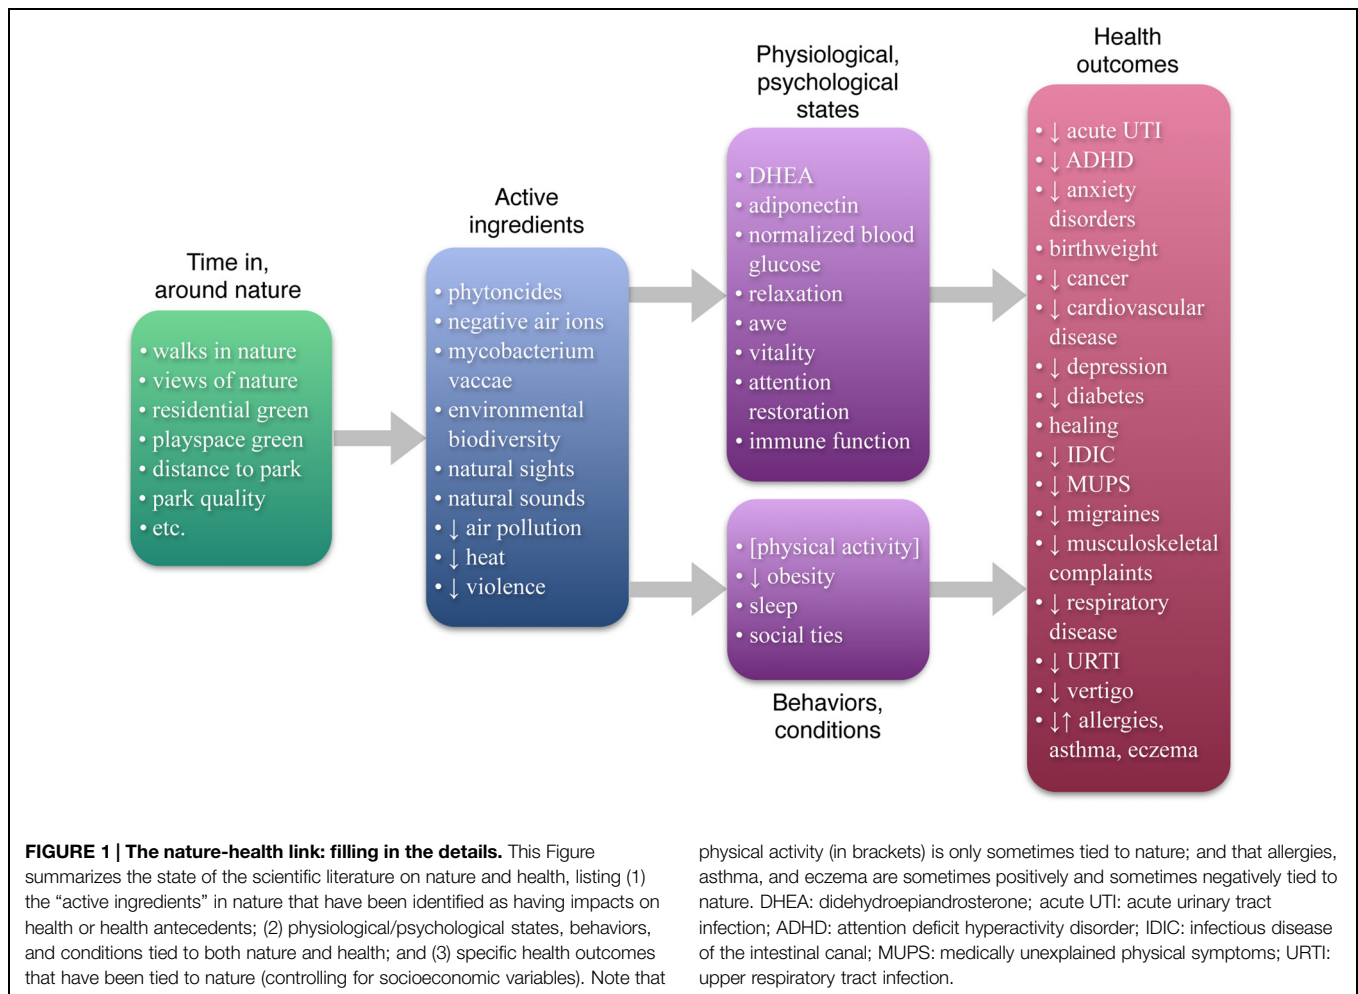 Time in,
around nature
• walks in nature
• views of nature
• residential green
• playspace green
• distance to park
• park quality
• etc.
Active
ingredients
• phytoncides
• negative air ions
• mycobacterium
vaccae
• environmental
biodiversity
• natural sights
• natural sounds
• ↓ air pollution
• ↓ heat
• ↓ violence
Physiological,
psychological
states
• DHEA
• adiponectin
• normalized blood
glucose
• relaxation
• awe
• vitality
• attention
restoration
• immune function
• [physical activity]
• ↓ obesity
• sleep
• social ties
Behaviors,
conditions
Health
outcomes
• ↓ acute UTI
• ↓ ADHD
• ↓ anxiety
disorders
• birthweight
• ↓ cancer
• ↓ cardiovascular
disease
• ↓ depression
• ↓ diabetes
• healing
• ↓ IDIC
• ↓ MUPS
• ↓ migraines
• ↓ musculoskeletal
complaints
• ↓ respiratory
disease
• ↓ URTI
• ↓ vertigo
• ↓↑ allergies,
asthma, eczema
FIGURE 1 | The nature-health link: filling in the details. This Figure
summarizes the state of the scientific literature on nature and health, listing (1)
the “active ingredients” in nature that have been identified as having impacts on
health or health antecedents; (2) physiological/psychological states, behaviors,
and conditions tied to both nature and health; and (3) specific health outcomes
that have been tied to nature (controlling for socioeconomic variables). Note that
physical activity (in brackets) is only sometimes tied to nature; and that allergies,
asthma, and eczema are sometimes positively and sometimes negatively tied to
nature. DHEA: didehydroepiandrosterone; acute UTI: acute urinary tract
infection; ADHD: attention deficit hyperactivity disorder; IDIC: infectious disease
of the intestinal canal; MUPS: medically unexplained physical symptoms; URTI:
upper respiratory tract infection.